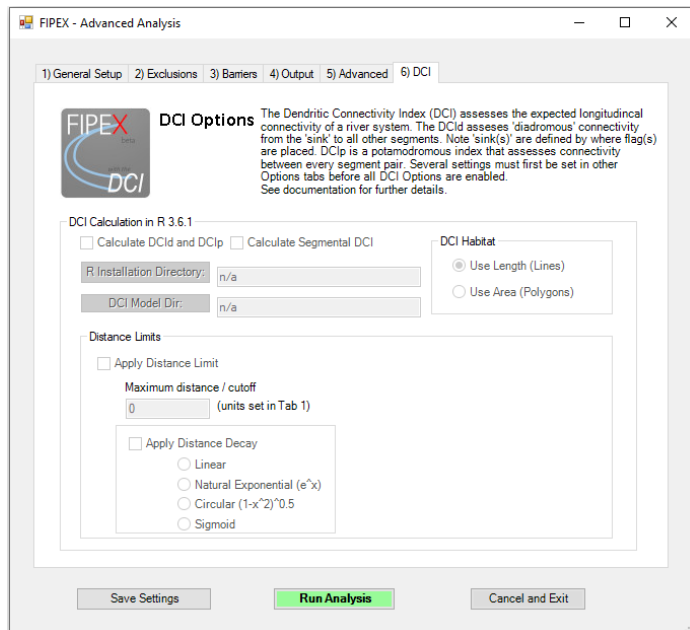 FIPEX - Advanced Analysis
1) General Setup 2) Exclusions 3) Barriers 4) Output 5) Advanced 6) DCI
FIPEX
beta
with the
DCI
DCI Options
The Dendritic Connectivity Index (DCI) assesses the expected longitudincal
connectivity of a river system. The DCId asseses 'diadromous' connectivity
from the 'sink' to all other segments. Note 'sink(s)' are defined by where flag(s)
are placed. DCIp is a potamodromous index that assesses connectivity
between every segment pair. Several settings must first be set in other
Options tabs before all DCI Options are enabled.
See documentation for further details.
DCI Calculation in R 3.6.1
Calculate DCId and DCIp Calculate Segmental DCI
R Installation Directory: n/a
DCI Model Dir: n/a
DCI Habitat
Use Length (Lines)
Use Area (Polygons)
Distance Limits
Apply Distance Limit
Maximum distance / cutoff
0 (units set in Tab 1)
Apply Distance Decay
Linear
Natural Exponential (e^x)
Circular (1-x^2)^0.5
Sigmoid
Save Settings Run Analysis Cancel and Exit